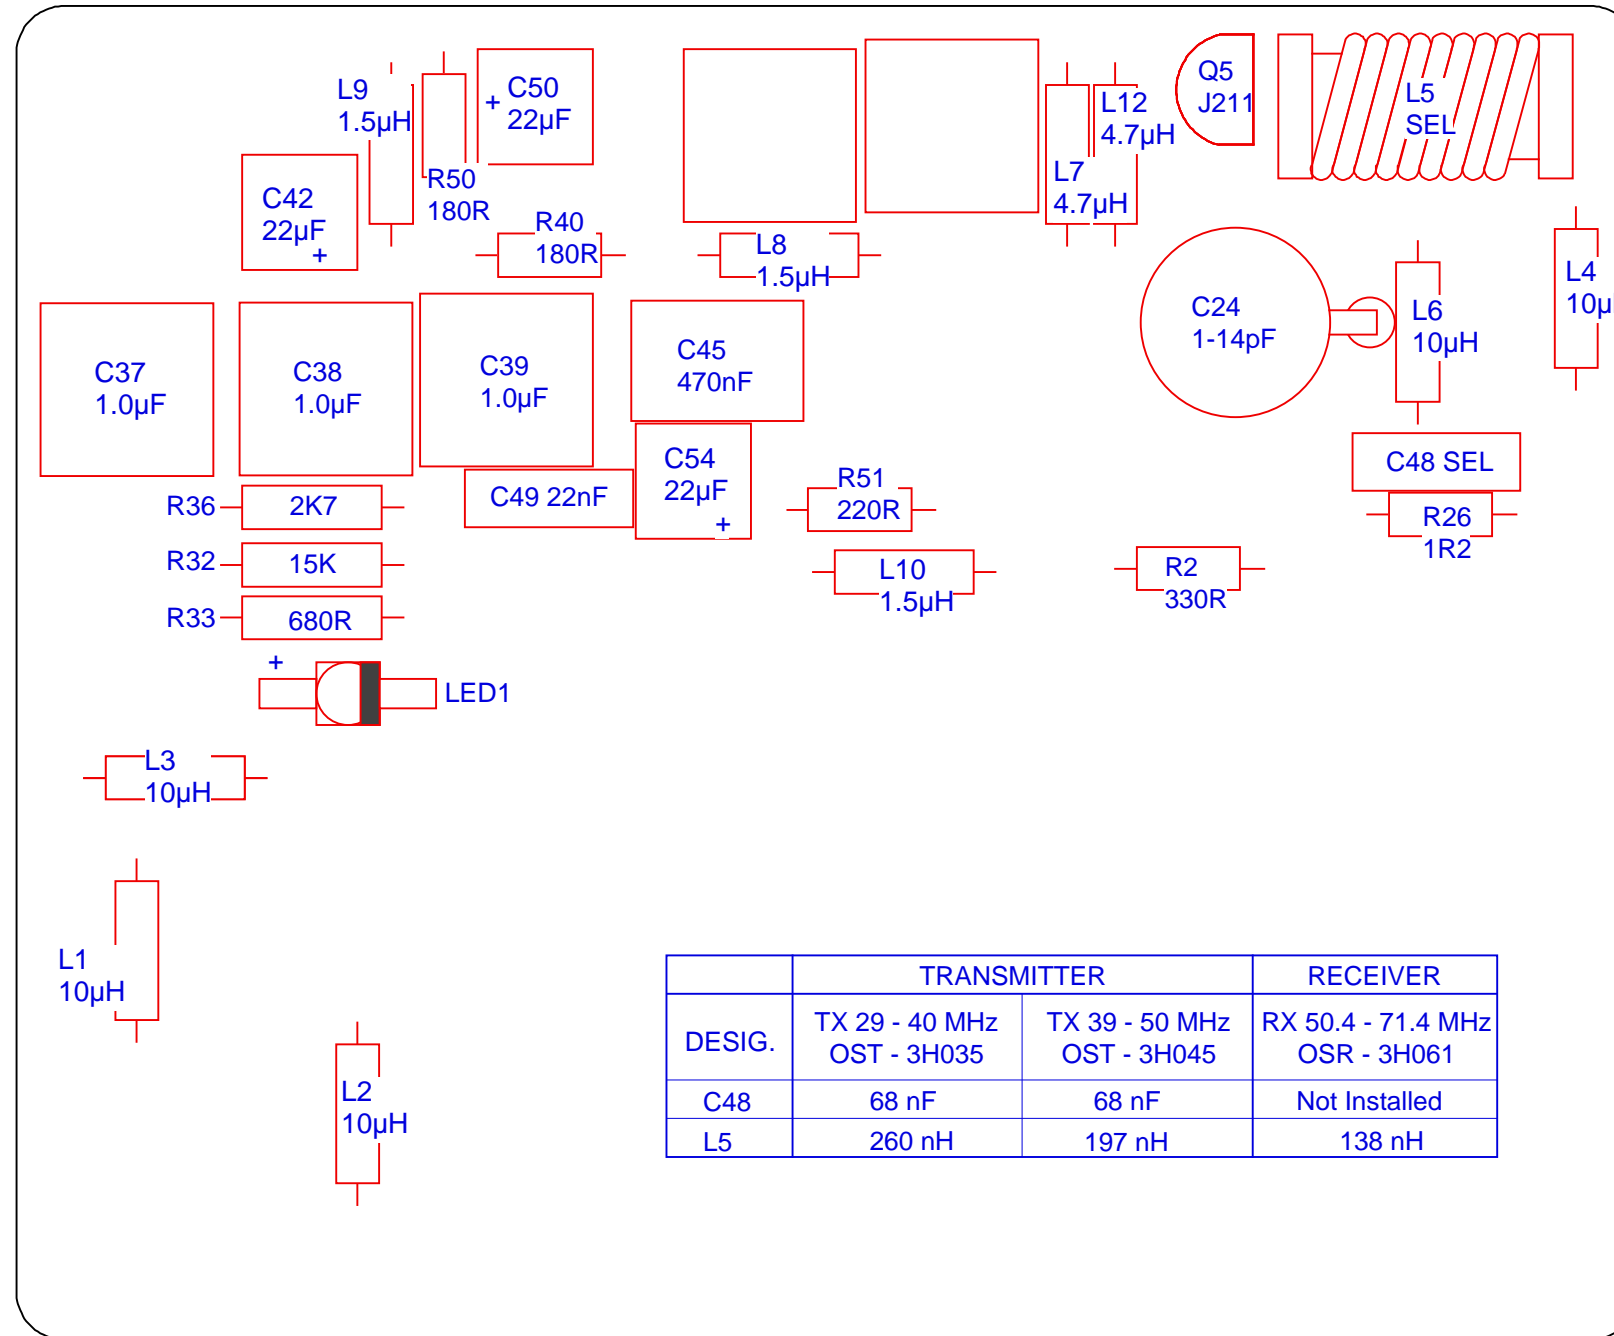 L9
1.5µH
+ C50
22µF
Q5
J211
L12
4.7µH
L5
SEL
L7
4.7µH
R50
180R
C42
22µF
+
R40
180R
L8
1.5µH
L4
10µ
C24
1-14pF
L6
10µH
C37
1.0µF
C38
1.0µF
C39
1.0µF
C45
470nF
C54
22µF
+
C48 SEL
C49 22nF
R51
220R
R36
2K7
R26
1R2
R32
15K
L10
1.5µH
R2
330R
R33
680R
+
LED1
L3
10µH
L1
10µH
L2
10µH
TRANSMITTER RECEIVER
DESIG.
TX 29 - 40 MHz
OST - 3H035
TX 39 - 50 MHz
OST - 3H045
RX 50.4 - 71.4 MHz
OSR - 3H061
C48 68 nF 68 nF Not Installed
L5 260 nH 197 nH 138 nH